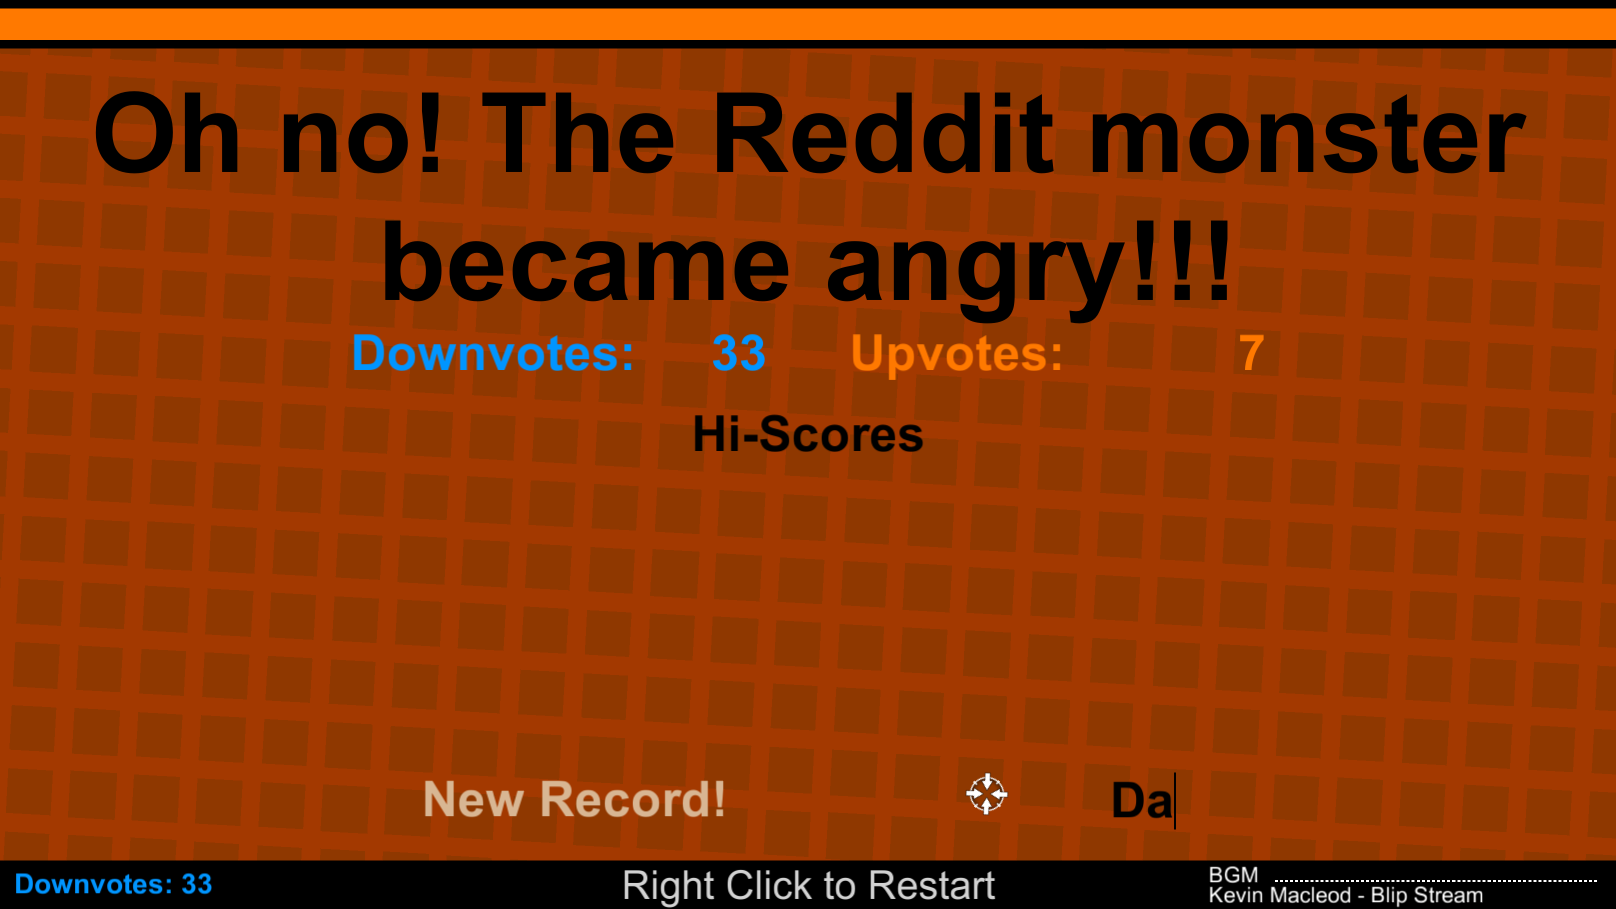 Oh no! The Reddit monster
became angry!!!
Downvotes: 33 Upvotes: 7
Hi-Scores
New Record! Da
Downvotes: 33
Right Click to Restart
BGM
Kevin Macleod - Blip Stream